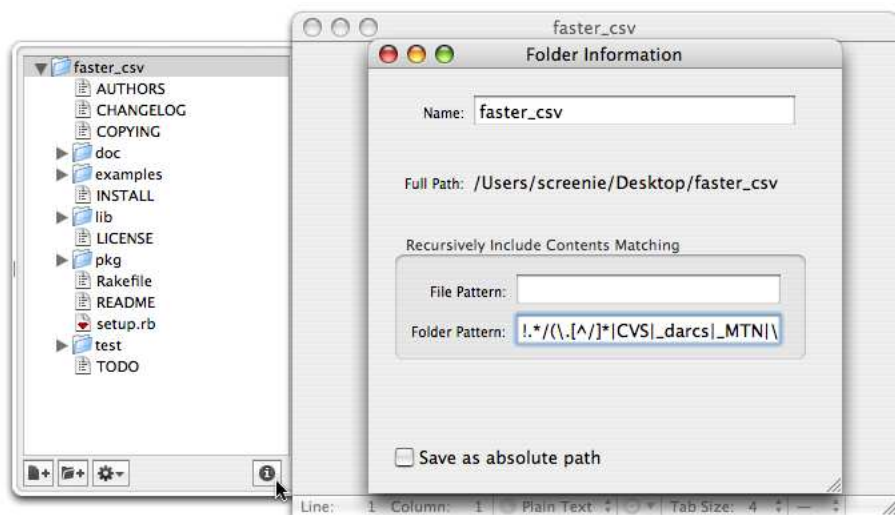 faster_csv
AUTHORS
CHANGELOG
COPYING
doc
examples
INSTALL
lib
LICENSE
pkg
Rakefile
README
setup.rb
test
TODO
faster_csv
Folder Information
Name: faster_csv
Full Path: /Users/screenie/Desktop/faster_csv
Recursively Include Contents Matching
File Pattern:
Folder Pattern: !.*/(\.[^/]*|CVS|_darcs|_MTN|\
Save as absolute path
Line: 1 Column: 1 Plain Text Tab Size: 4 —